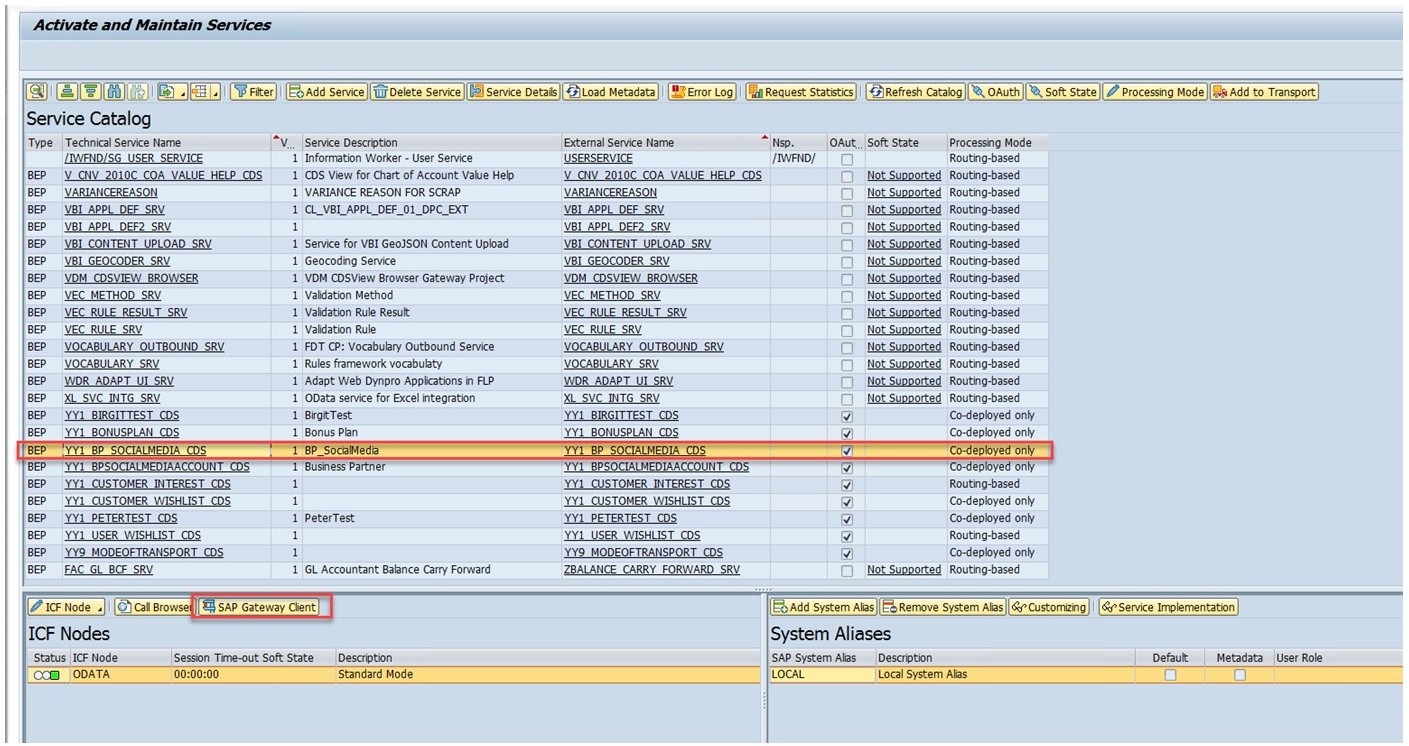 Activate and Maintain Services
Filter Add Service Delete Service Service Details Load Metadata Error Log Request Statistics Refresh Catalog OAuth Soft State Processing Mode Add to Transport
Service Catalog
Type Technical Service Name V... Service Description External Service Name Nsp. OAut... Soft State Processing Mode
/IWFND/SG_USER_SERVICE 1 Information Worker - User Service USERSERVICE /IWFND/ Routing-based
BEP V_CNV_2010C_COA_VALUE_HELP_CDS 1 CDS View for Chart of Account Value Help V_CNV_2010C_COA_VALUE_HELP_CDS Not Supported Routing-based
BEP VARIANCEREASON 1 VARIANCE REASON FOR SCRAP VARIANCEREASON Not Supported Routing-based
BEP VBI_APPL_DEF_SRV 1 CL_VBI_APPL_DEF_01_DPC_EXT VBI_APPL_DEF_SRV Not Supported Routing-based
BEP VBI_APPL_DEF2_SRV 1 VBI_APPL_DEF2_SRV Not Supported Routing-based
BEP VBI_CONTENT_UPLOAD_SRV 1 Service for VBI GeoJSON Content Upload VBI_CONTENT_UPLOAD_SRV Not Supported Routing-based
BEP VBI_GEOCODER_SRV 1 Geocoding Service VBI_GEOCODER_SRV Not Supported Routing-based
BEP VDM_CDSVIEW_BROWSER 1 VDM CDSView Browser Gateway Project VDM_CDSVIEW_BROWSER Not Supported Routing-based
BEP VEC_METHOD_SRV 1 Validation Method VEC_METHOD_SRV Not Supported Routing-based
BEP VEC_RULE_RESULT_SRV 1 Validation Rule Result VEC_RULE_RESULT_SRV Not Supported Routing-based
BEP VEC_RULE_SRV 1 Validation Rule VEC_RULE_SRV Not Supported Routing-based
BEP VOCABULARY_OUTBOUND_SRV 1 FDT CP: Vocabulary Outbound Service VOCABULARY_OUTBOUND_SRV Not Supported Routing-based
BEP VOCABULARY_SRV 1 Rules framework vocabulaty VOCABULARY_SRV Not Supported Routing-based
BEP WDR_ADAPT_UI_SRV 1 Adapt Web Dynpro Applications in FLP WDR_ADAPT_UI_SRV Not Supported Routing-based
BEP XL_SVC_INTG_SRV 1 OData service for Excel integration XL_SVC_INTG_SRV Not Supported Routing-based
BEP YY1_BIRGITTEST_CDS 1 BirgitTest YY1_BIRGITTEST_CDS Co-deployed only
BEP YY1_BONUSPLAN_CDS 1 Bonus Plan YY1_BONUSPLAN_CDS Co-deployed only
BEP YY1_BP_SOCIALMEDIA_CDS 1 BP_SocialMedia YY1_BP_SOCIALMEDIA_CDS Co-deployed only
BEP YY1_BPSOCIALMEDIAACCOUNT_CDS 1 Business Partner YY1_BPSOCIALMEDIAACCOUNT_CDS Co-deployed only
BEP YY1_CUSTOMER_INTEREST_CDS 1 YY1_CUSTOMER_INTEREST_CDS Routing-based
BEP YY1_CUSTOMER_WISHLIST_CDS 1 YY1_CUSTOMER_WISHLIST_CDS Co-deployed only
BEP YY1_PETERTEST_CDS 1 PeterTest YY1_PETERTEST_CDS Co-deployed only
BEP YY1_USER_WISHLIST_CDS 1 YY1_USER_WISHLIST_CDS Routing-based
BEP YY9_MODEOFTRANSPORT_CDS 1 YY9_MODEOFTRANSPORT_CDS Co-deployed only
BEP FAC_GL_BCF_SRV 1 GL Accountant Balance Carry Forward ZBALANCE_CARRY_FORWARD_SRV Not Supported Routing-based
ICF Node Call Browser SAP Gateway Client
ICF Nodes
Status ICF Node Session Time-out Soft State Description
ODATA 00:00:00 Standard Mode
Add System Alias Remove System Alias Customizing Service Implementation
System Aliases
SAP System Alias Description Default Metadata User Role
LOCAL Local System Alias